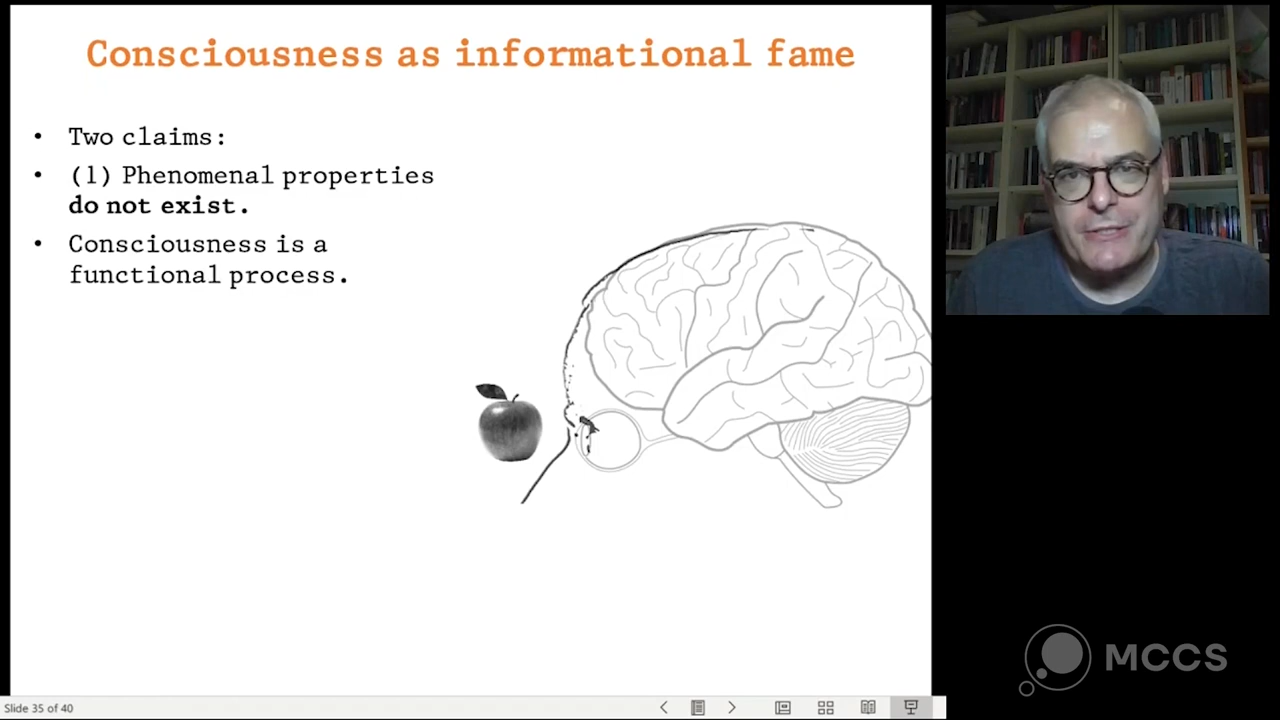 Consciousness as informational fame
• Two claims:
• (1) Phenomenal properties
do not exist.
• Consciousness is a
functional process.
MCCS
Slide 35 of 40